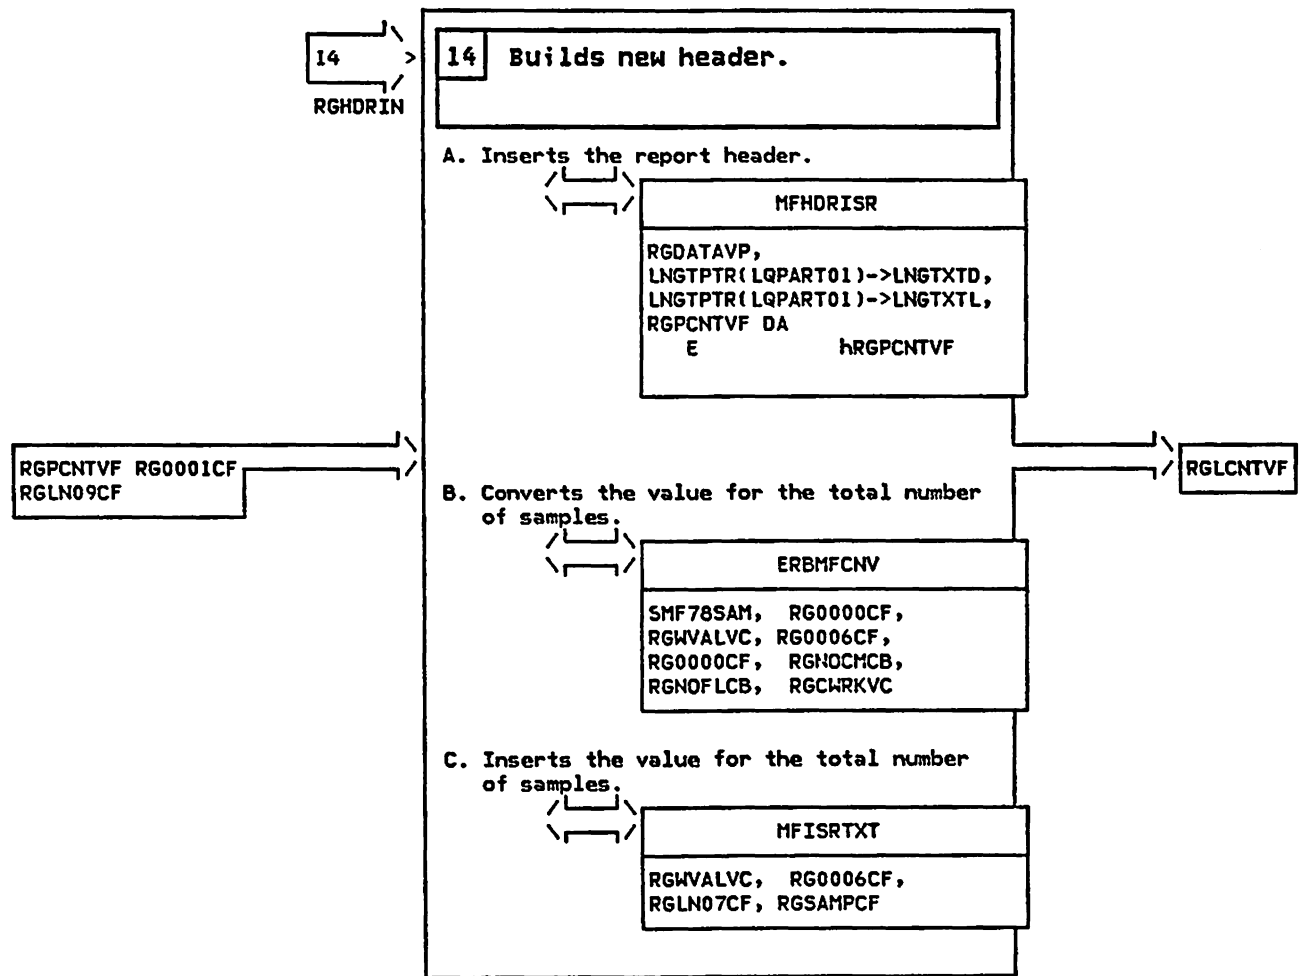 14
RGHDRIN
14 Builds new header.
A. Inserts the report header.
MFHDRISR
RGDATAVP,
LNGTPTR(LQPART01)->LNGTXTD,
LNGTPTR(LQPART01)->LNGTXTL,
RGPCNTVF DA
E hRGPCNTVF
RGPCNTVF RG0001CF
RGLN09CF
RGLCNTVF
B. Converts the value for the total number
of samples.
ERBMFCNV
SMF78SAM, RG0000CF,
RGWVALVC, RG0006CF,
RG0000CF, RGNOCMCB,
RGNOFLCB, RGCWRKVC
C. Inserts the value for the total number
of samples.
MFISRTXT
RGWVALVC, RG0006CF,
RGLN07CF, RGSAMPCF